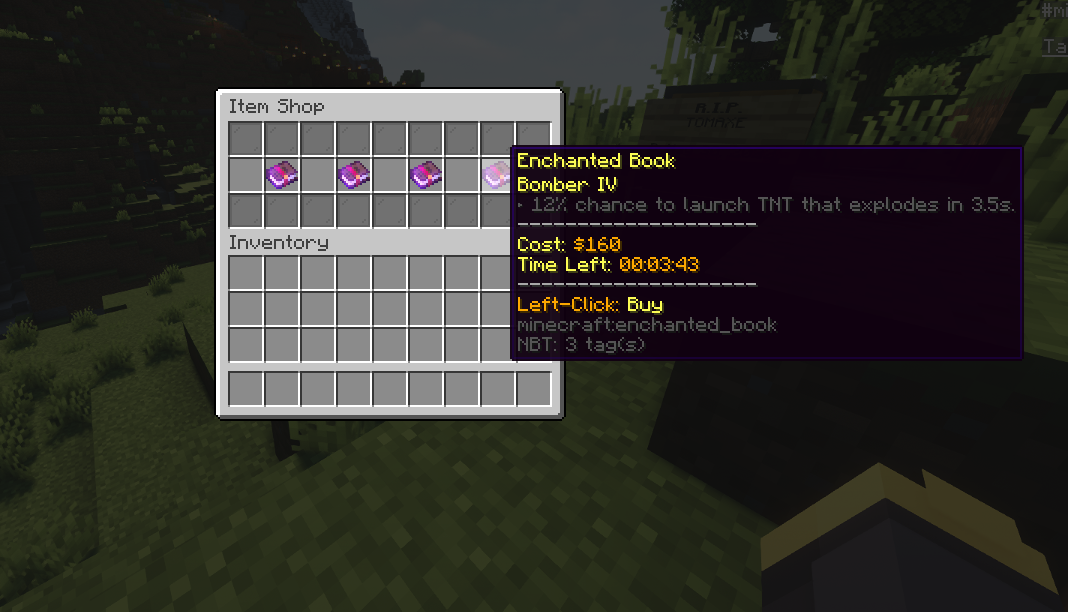 Item Shop
R.I.P.
Enchanted Book
Bomber IV
▸ 12% chance to launch TNT that explodes in 3.5s.
---------------------
Inventory
Cost: $160
Time Left: 00:03:43
---------------------
Left-Click: Buy
minecraft:enchanted_book
NBT: 3 tag(s)